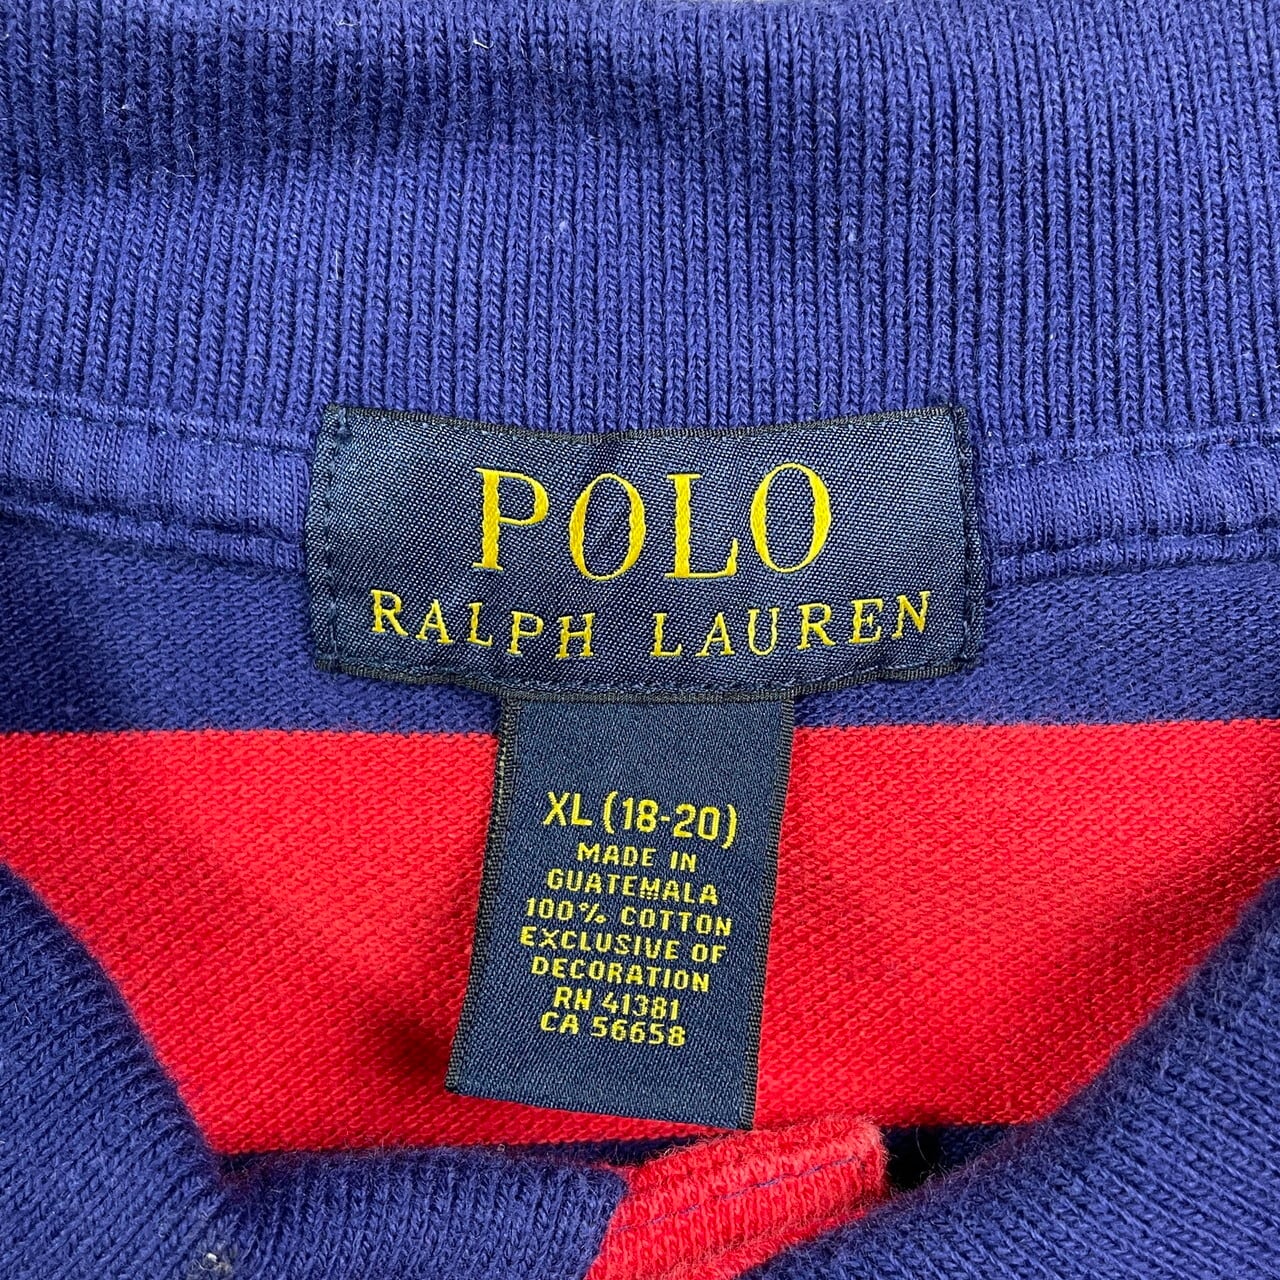 POLO
RALPH LAUREN
XL (18-20)
MADE IN
GUATEMALA
100% COTTON
EXCLUSIVE OF
DECORATION
RN 41381
CA 56658